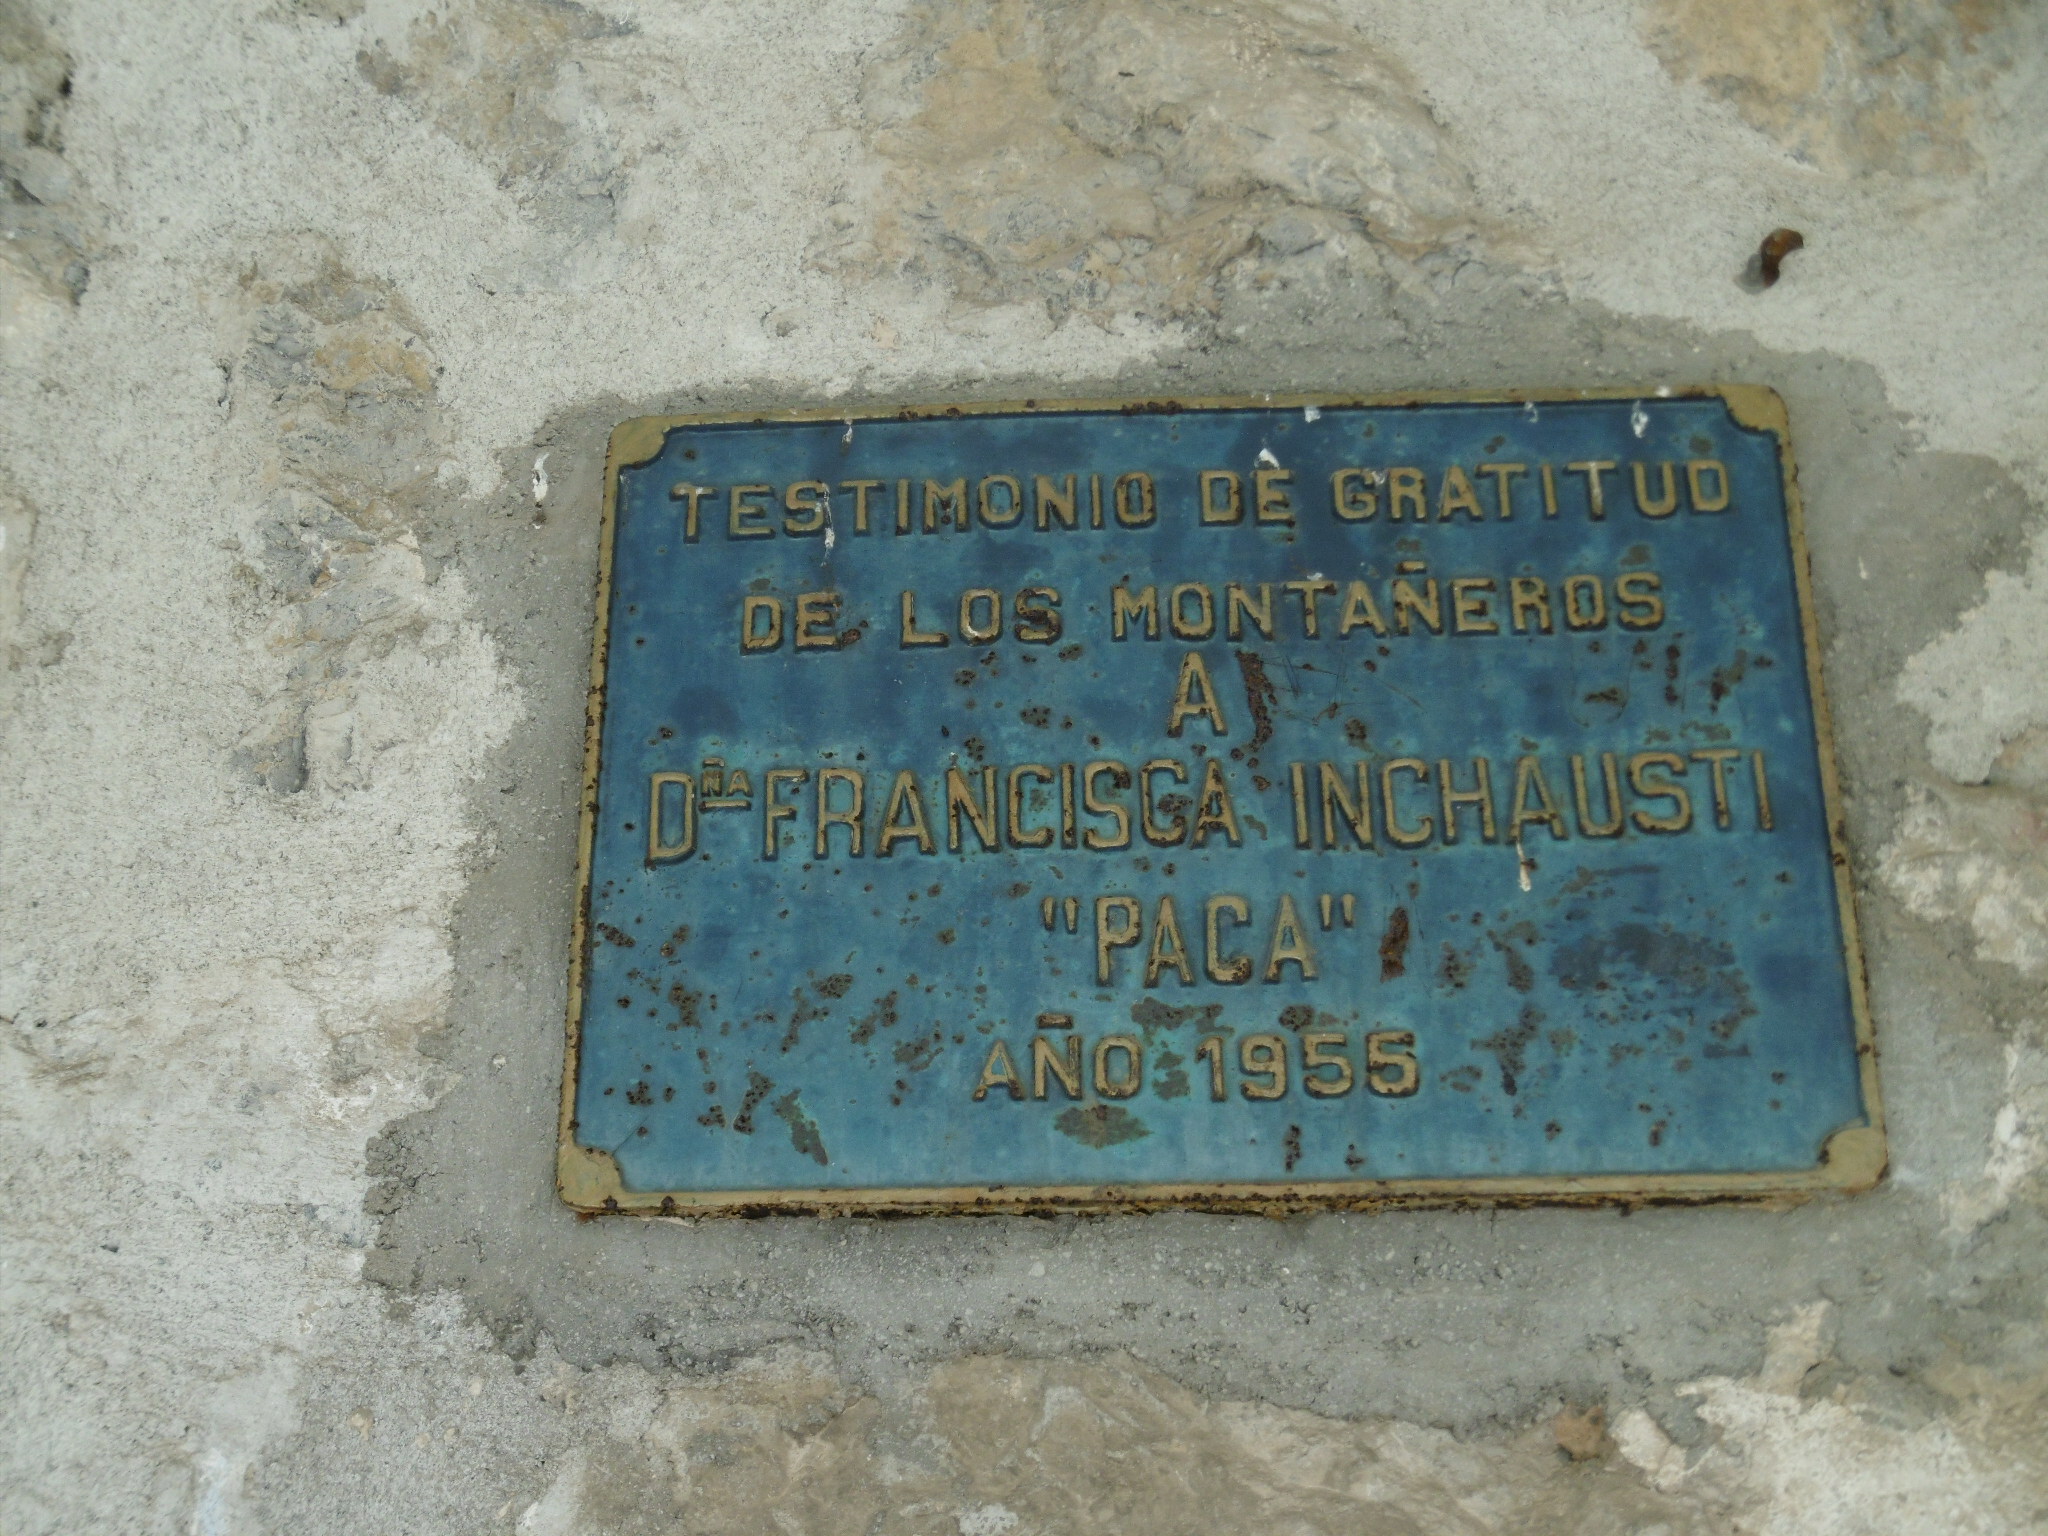 TESTIMONIO DE GRATITUD
DE LOS MONTAÑEROS
A
DÑA FRANCISCA INCHAUSTI
"PACA"
AÑO 1955